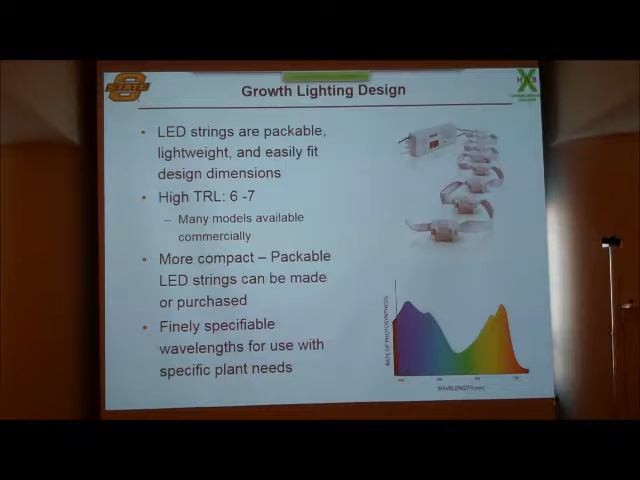 STATE
X
H B
Growth Lighting Design
• LED strings are packable,
lightweight, and easily fit
design dimensions
• High TRL: 6 -7
– Many models available
commercially
• More compact – Packable
LED strings can be made
or purchased
• Finely specifiable
wavelengths for use with
specific plant needs
RATE OF PHOTOSYNTHESIS
WAVELENGTH (nm)